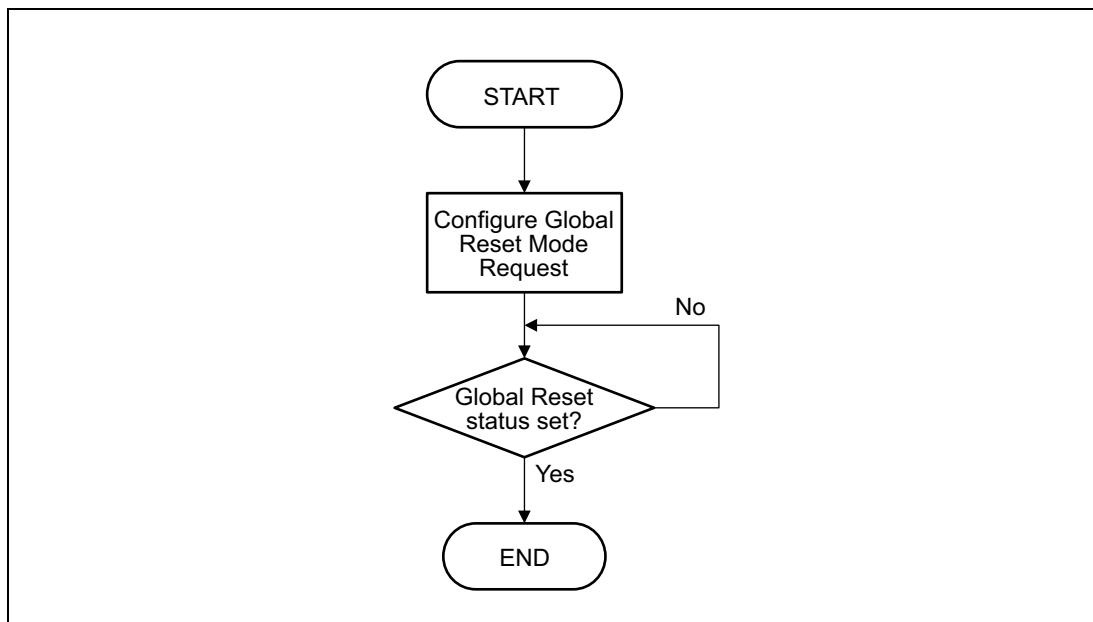 START
Configure Global
Reset Mode
Request
No
Global Reset
status set?
Yes
END